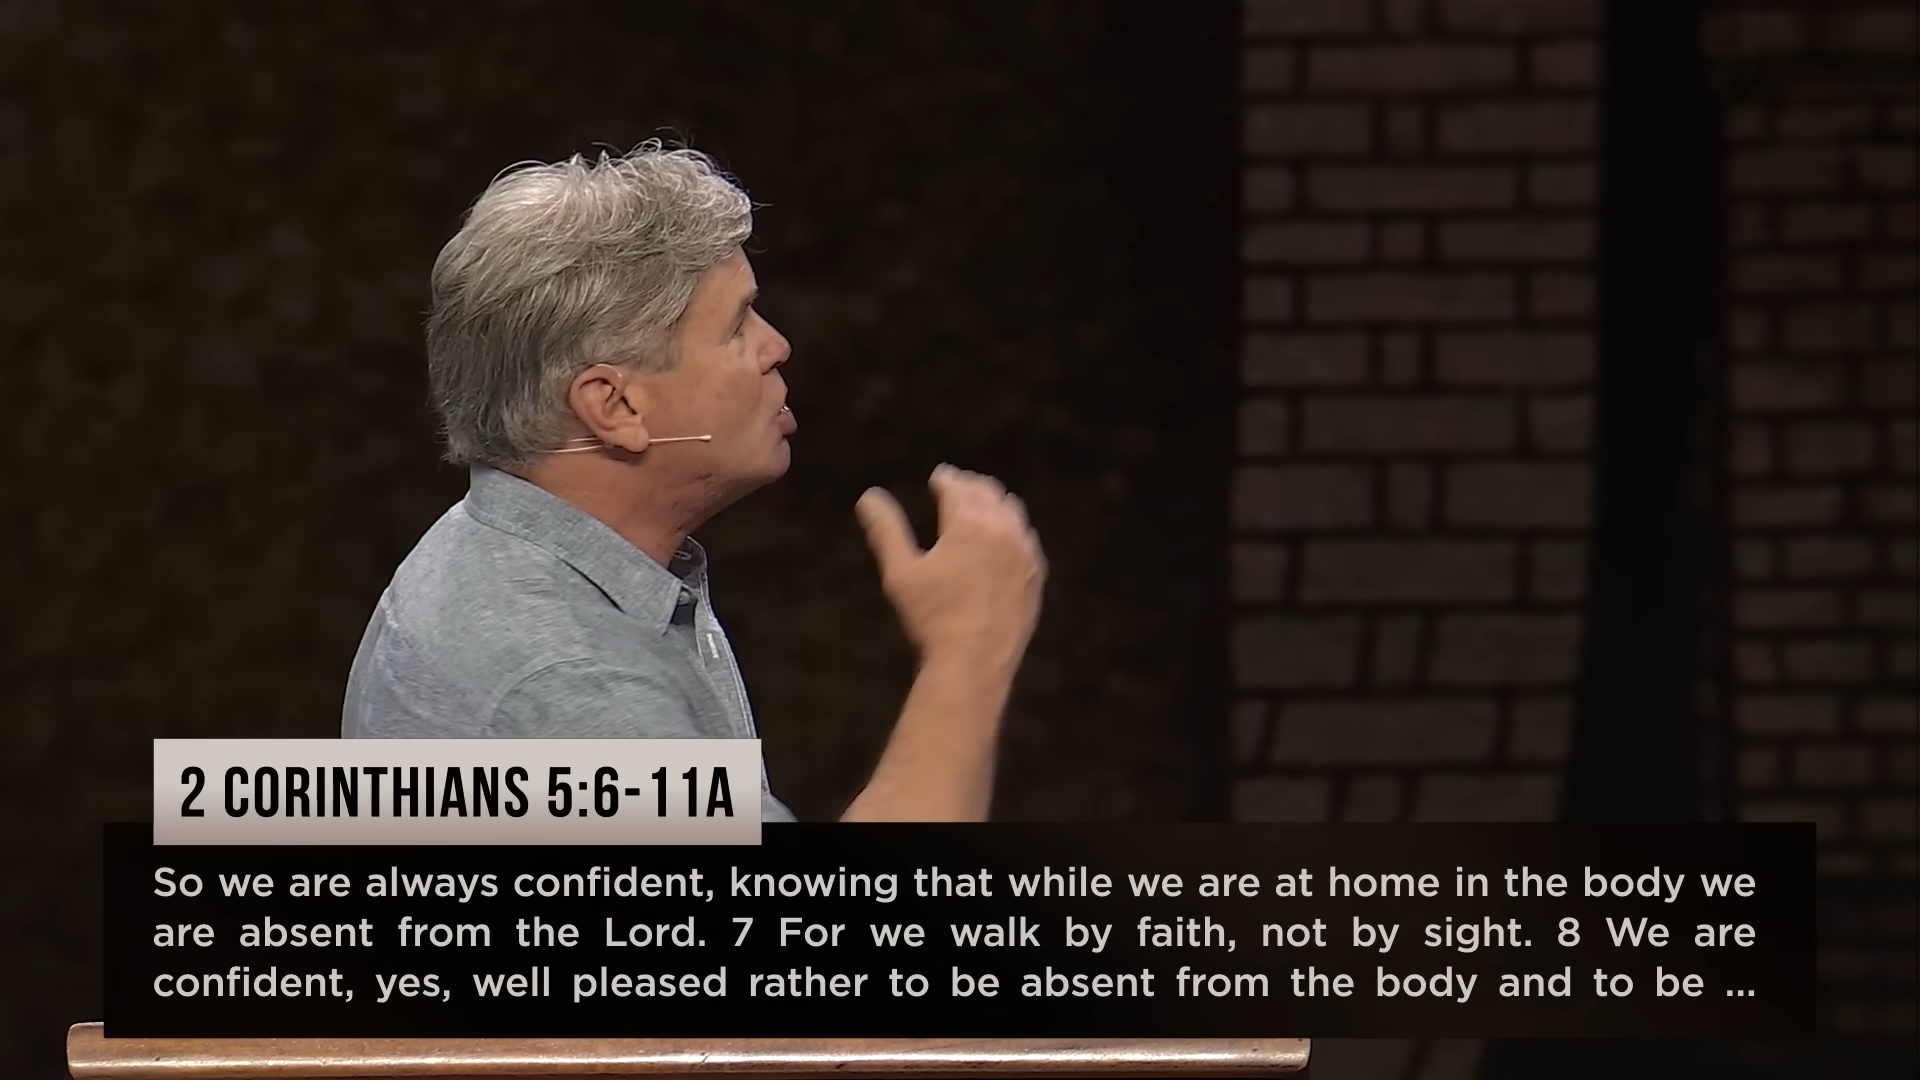 2 CORINTHIANS 5:6-11A
So we are always confident, knowing that while we are at home in the body we
are absent from the Lord. 7 For we walk by faith, not by sight. 8 We are
confident, yes, well pleased rather to be absent from the body and to be ...